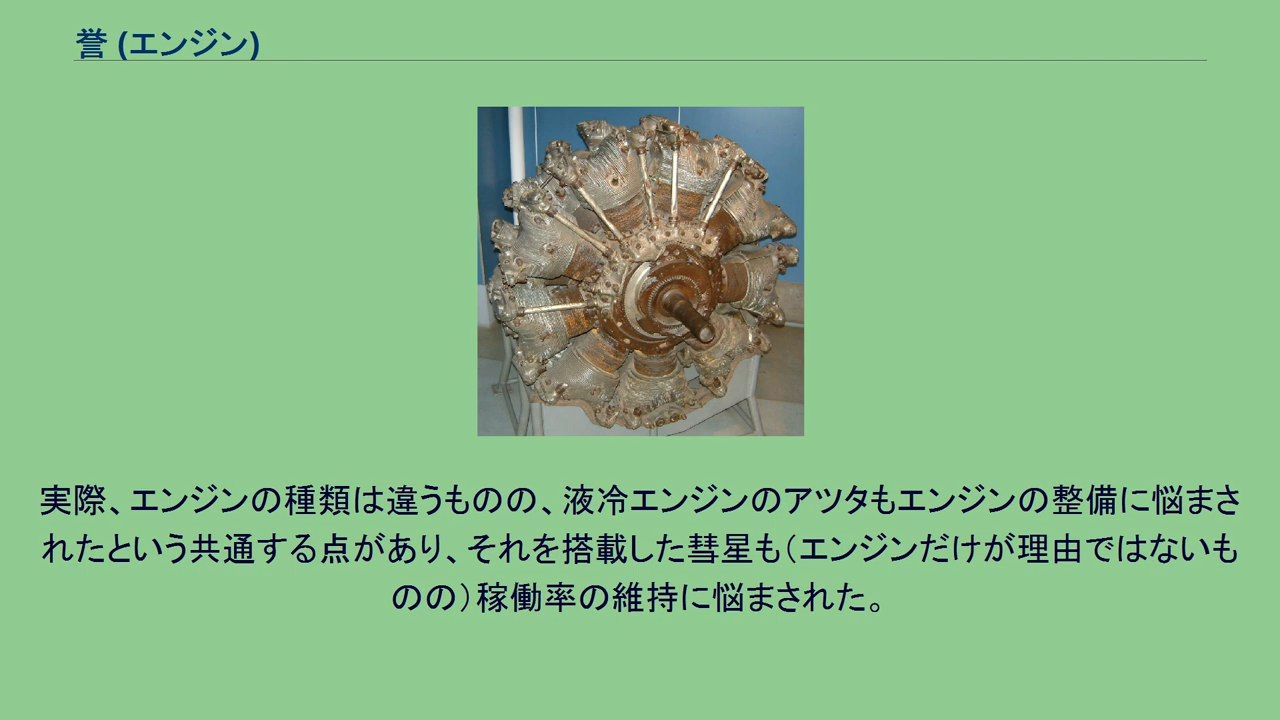 誉 (エンジン)
実際、エンジンの種類は違うものの、液冷エンジンのアツタもエンジンの整備に悩まさ
れたという共通する点があり、それを搭載した彗星も（エンジンだけが理由ではないも
のの）稼働率の維持に悩まされた。